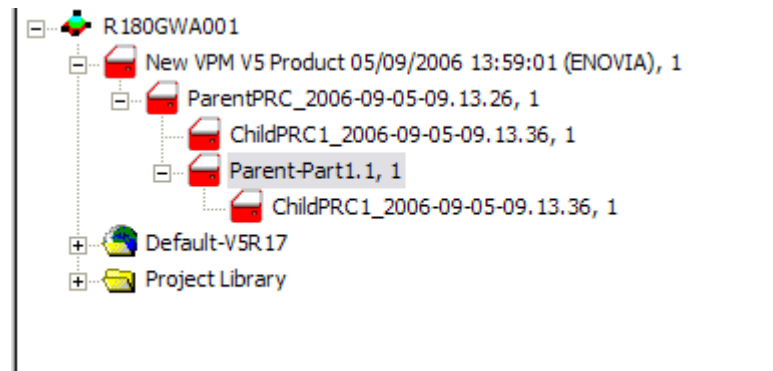 R180GWA001
New VPM V5 Product 05/09/2006 13:59:01 (ENOVIA), 1
ParentPRC_2006-09-05-09.13.26, 1
ChildPRC1_2006-09-05-09.13.36, 1
Parent-Part1.1, 1
ChildPRC1_2006-09-05-09.13.36, 1
Default-V5R17
Project Library